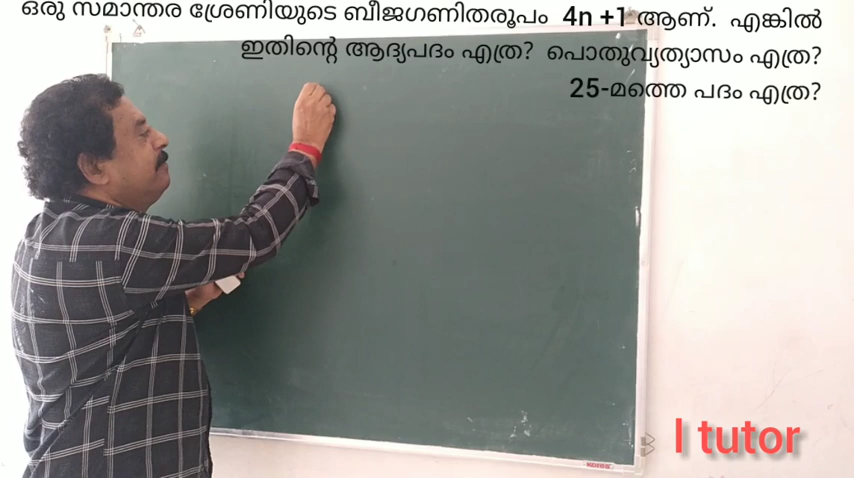 ഒരു സമാന്തര ശ്രേണിയുടെ ബീജഗണിതരൂപം 4n +1 ആണ്. എങ്കിൽ
ഇതിന്റെ ആദ്യപദം എത്ര? പൊതുവ്യത്യാസം എത്ര?
25-മത്തെ പദം എത്ര?
I tutor